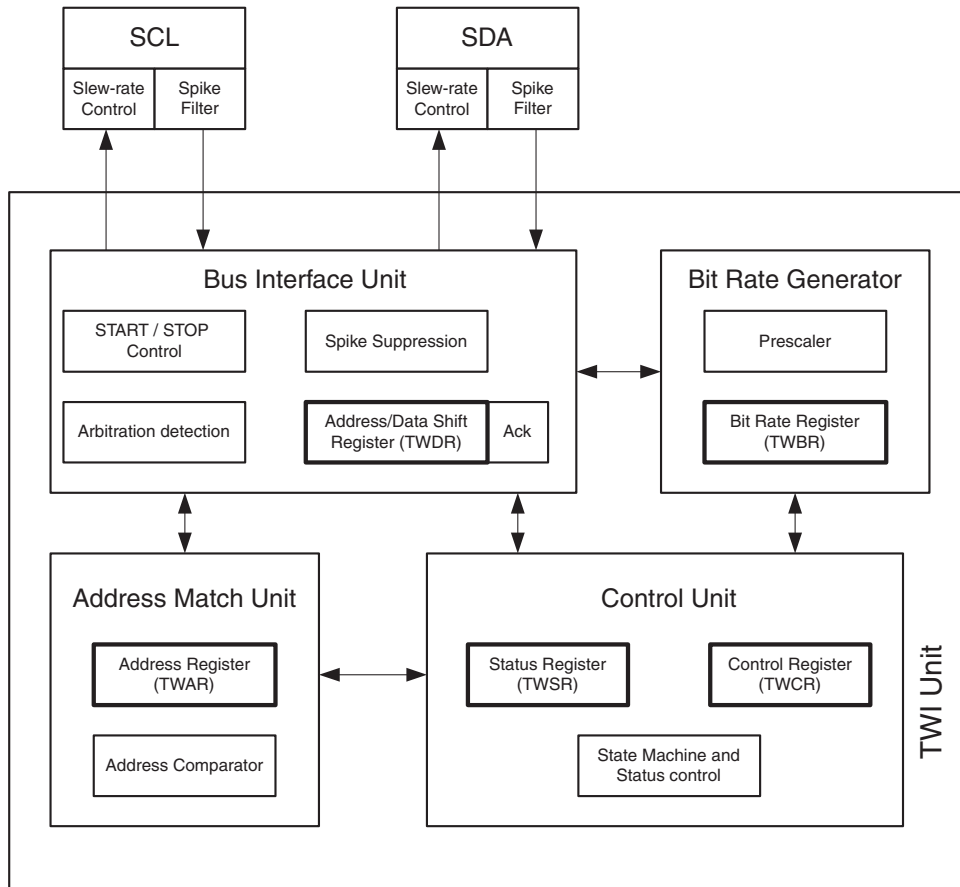 SCL
SDA
Slew-rate
Control
Spike
Filter
Slew-rate
Control
Spike
Filter
Bus Interface Unit
START / STOP
Control
Spike Suppression
Arbitration detection
Address/Data Shift
Register (TWDR)
Ack
Bit Rate Generator
Prescaler
Bit Rate Register
(TWBR)
Address Match Unit
Address Register
(TWAR)
Address Comparator
Control Unit
Status Register
(TWSR)
Control Register
(TWCR)
State Machine and
Status control
TWI Unit